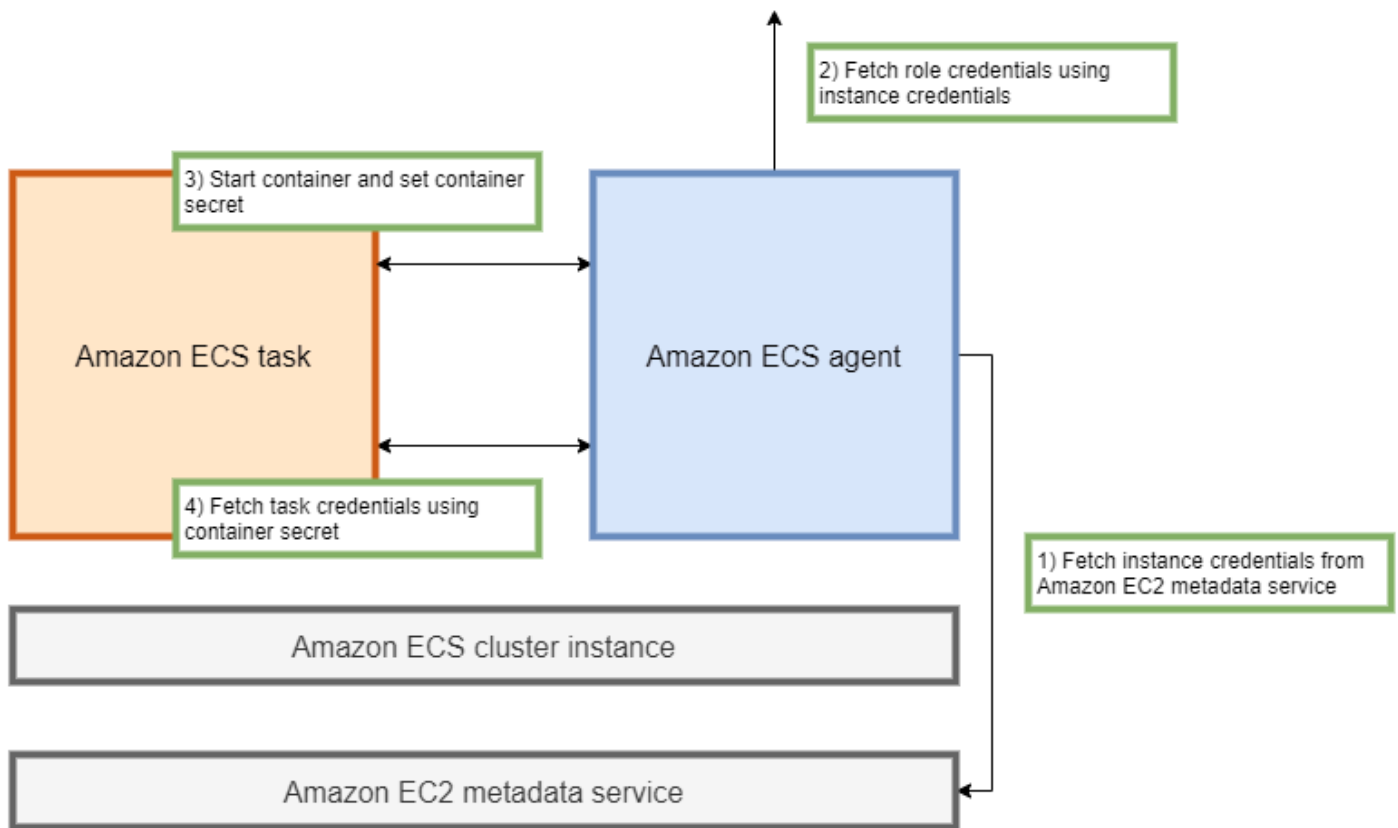 2) Fetch role credentials using
instance credentials
3) Start container and set container
secret
Amazon ECS task
Amazon ECS agent
4) Fetch task credentials using
container secret
1) Fetch instance credentials from
Amazon EC2 metadata service
Amazon ECS cluster instance
Amazon EC2 metadata service